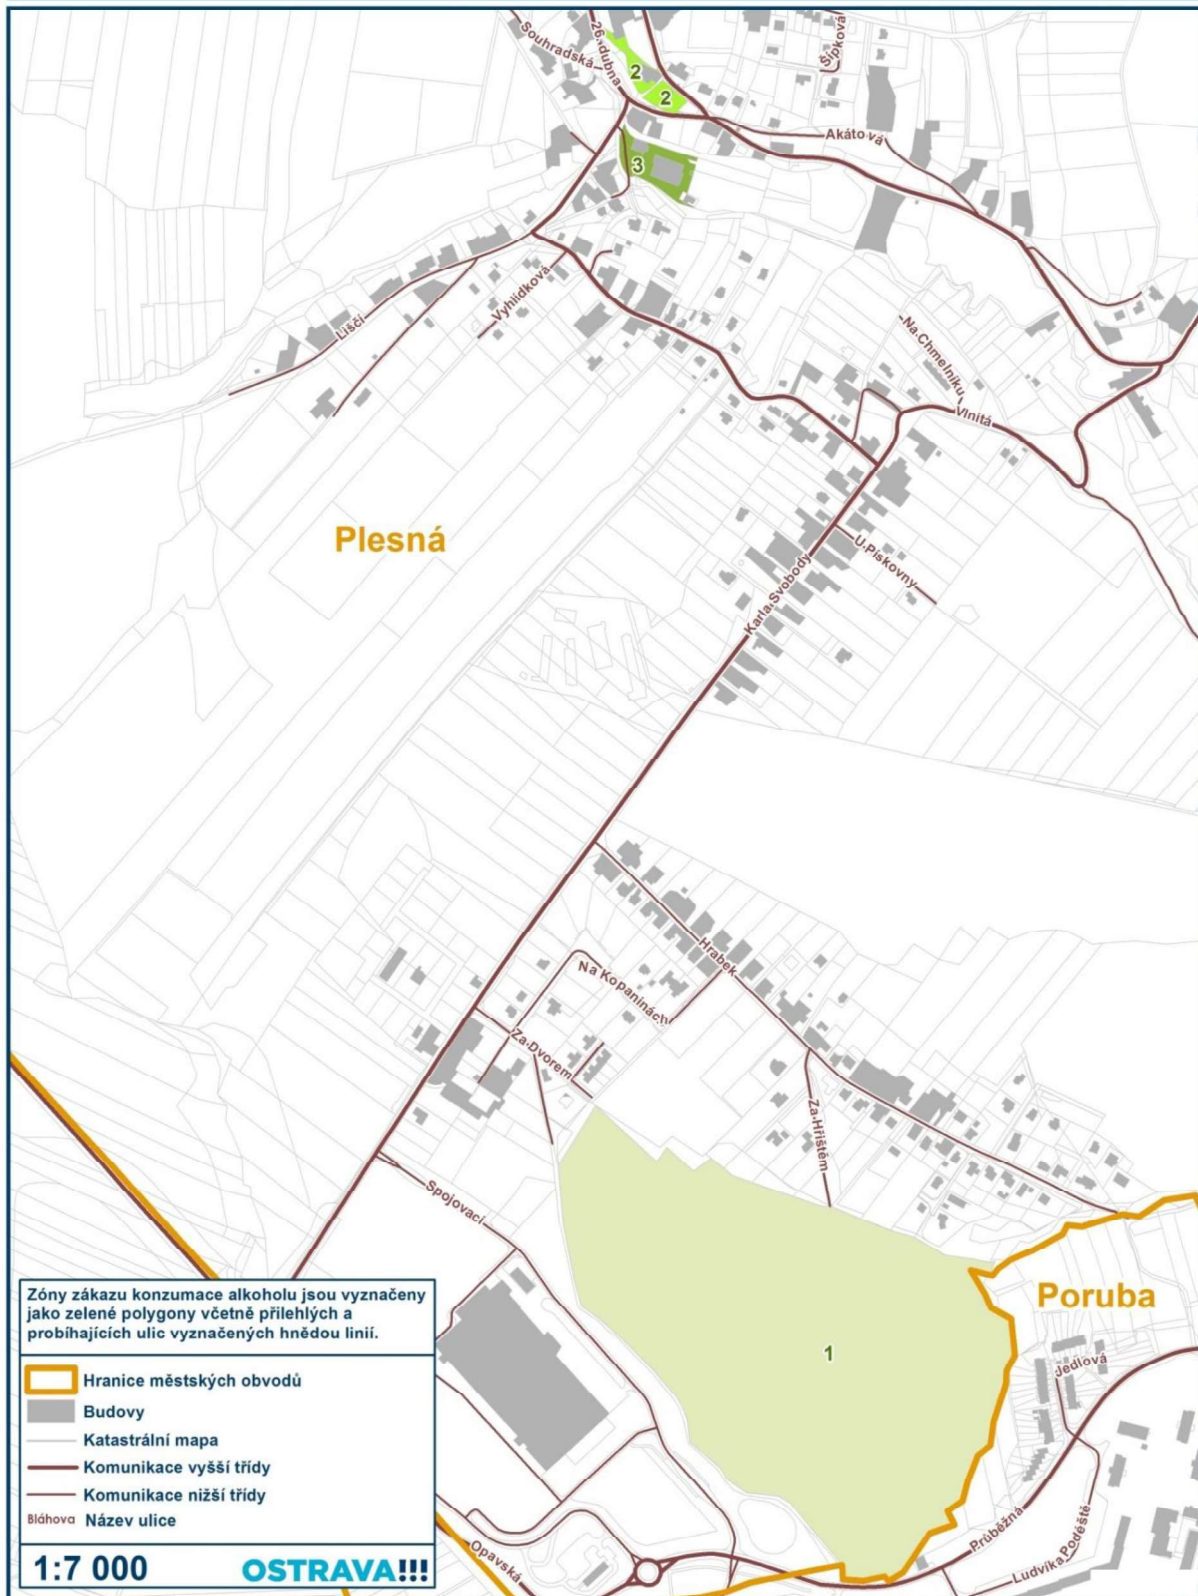 Souhradská
26.dubna
Šípková
2
2
Akátová
3
Vyhlídková
Liščí
Na Chmelníku
Vlnitá
Plesná
U Pískovny
Karla Svobody
Hrabek
Na Kopaninách
Za Dvorem
Za Hřištěm
Spojovací
Poruba
1
Jedlová
Zóny zákazu konzumace alkoholu jsou vyznačeny
jako zelené polygony včetně přilehlých a
probíhajících ulic vyznačených hnědou linií.
Hranice městských obvodů
Budovy
Katastrální mapa
Komunikace vyšší třídy
Komunikace nižší třídy
Bláhova Název ulice
Průběžná
Opavská
Ludvíka Podéště
1:7 000 OSTRAVA!!!